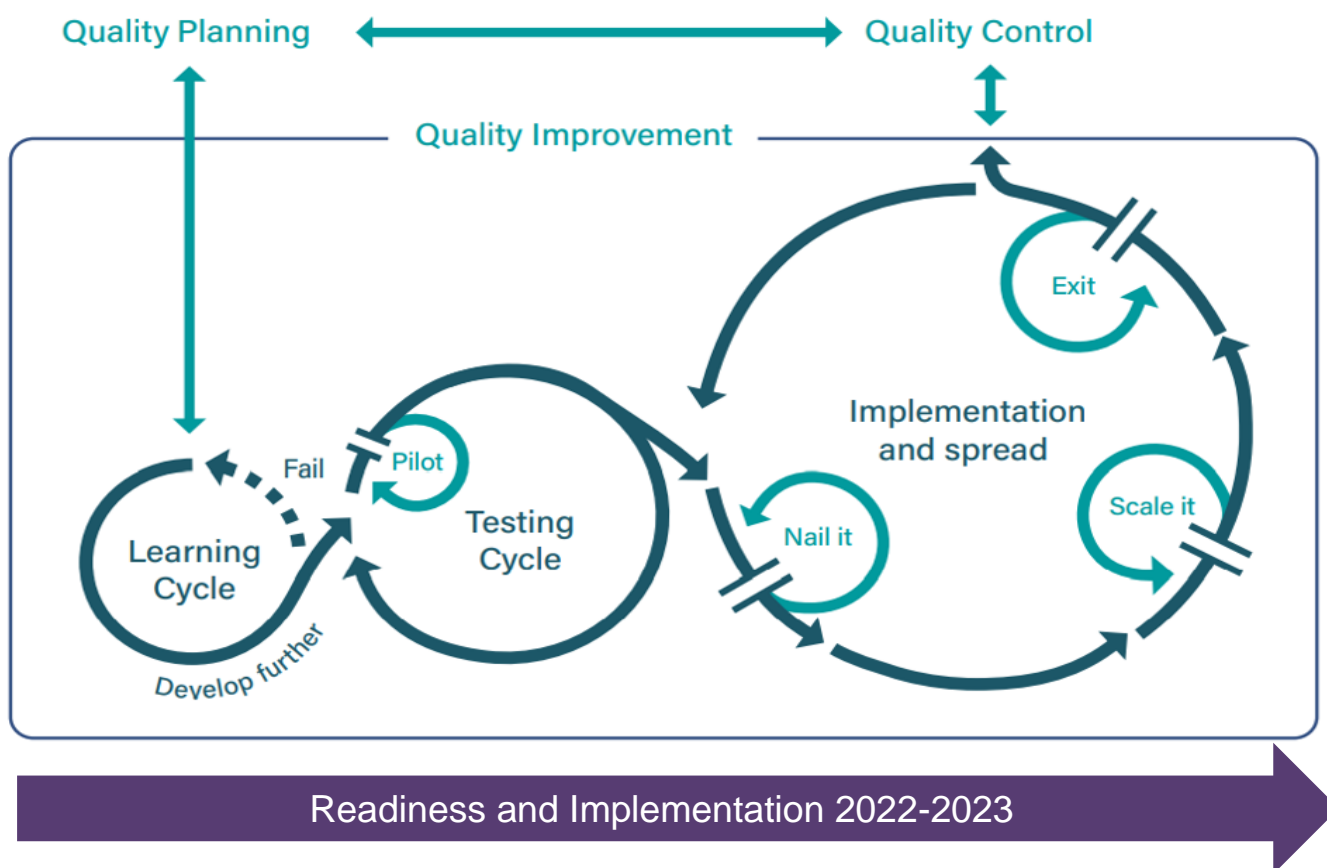 Quality Planning
Quality Control
Quality Improvement
Exit
Implementation
and spread
Fail
Pilot
Scale it
Testing
Cycle
Nail it
Learning
Cycle
Develop further
Readiness and Implementation 2022-2023